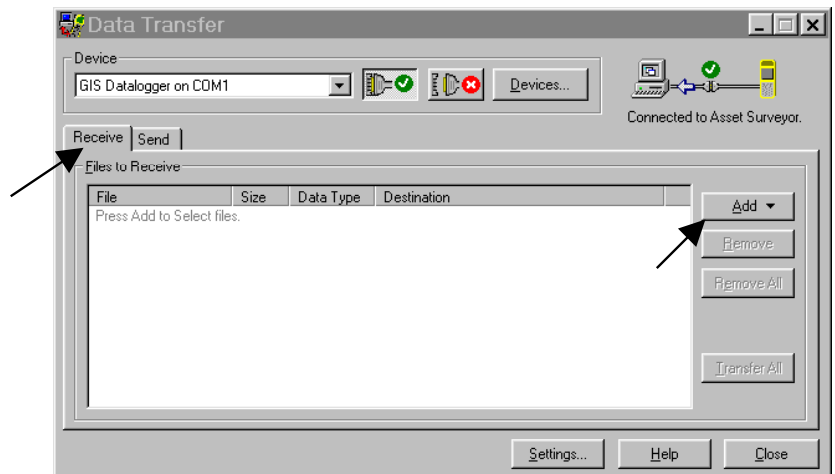 Data Transfer
Device
GIS Datalogger on COM1
Devices...
Connected to Asset Surveyor.
Receive Send
Files to Receive
File Size Data Type Destination
Press Add to Select files.
Add
Remove
Remove All
Transfer All
Settings... Help Close